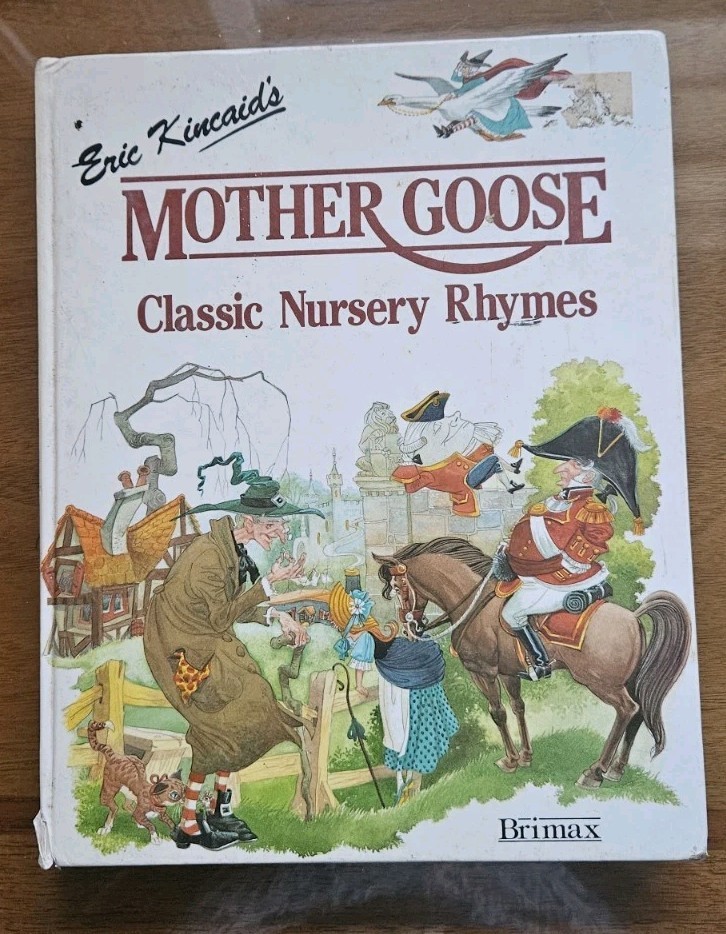 Eric Kincaid's
MOTHER GOOSE
Classic Nursery Rhymes
Brimax